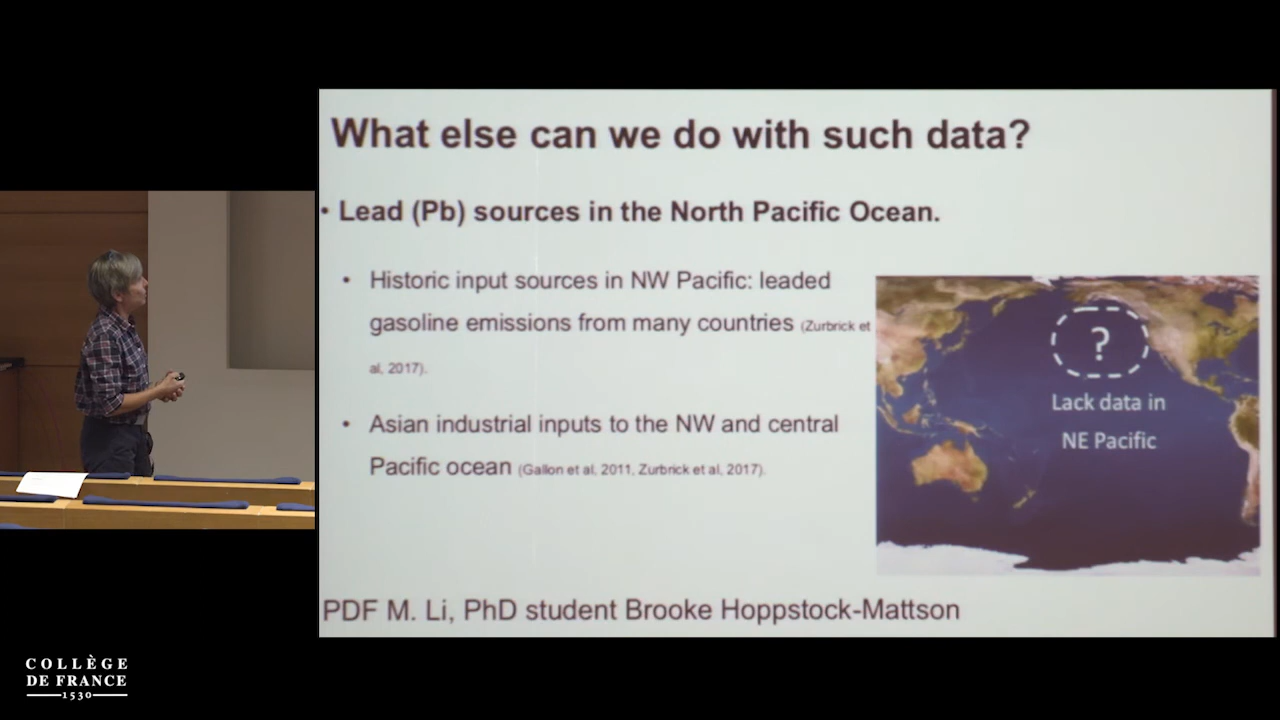 What else can we do with such data?
• Lead (Pb) sources in the North Pacific Ocean.
• Historic input sources in NW Pacific: leaded
gasoline emissions from many countries (Zurbrick et
al, 2017).
• Asian industrial inputs to the NW and central
Pacific ocean (Gallon et al, 2011, Zurbrick et al, 2017).
?
Lack data in
NE Pacific
PDF M. Li, PhD student Brooke Hoppstock-Mattson
COLLÈGE
DE FRANCE
1530